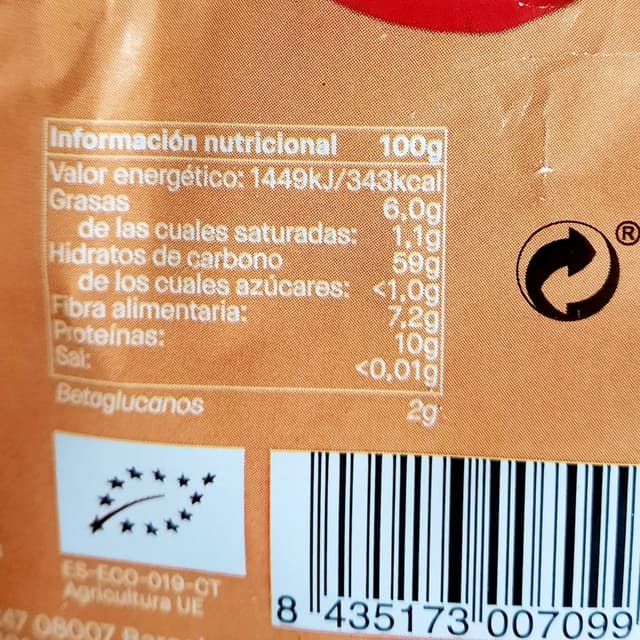 Información nutricional 100g
Valor energético: 1449kJ/343kcal
Grasas 6,0g
de las cuales saturadas: 1,1g
Hidratos de carbono 59g
de los cuales azúcares: <1,0g
Fibra alimentaria: 7,2g
Proteínas: 10g
Sal: <0,01g
Betaglucanos 2g
®
ES-ECO-019-CT
Agricultura UE
08007
8 435173 007099